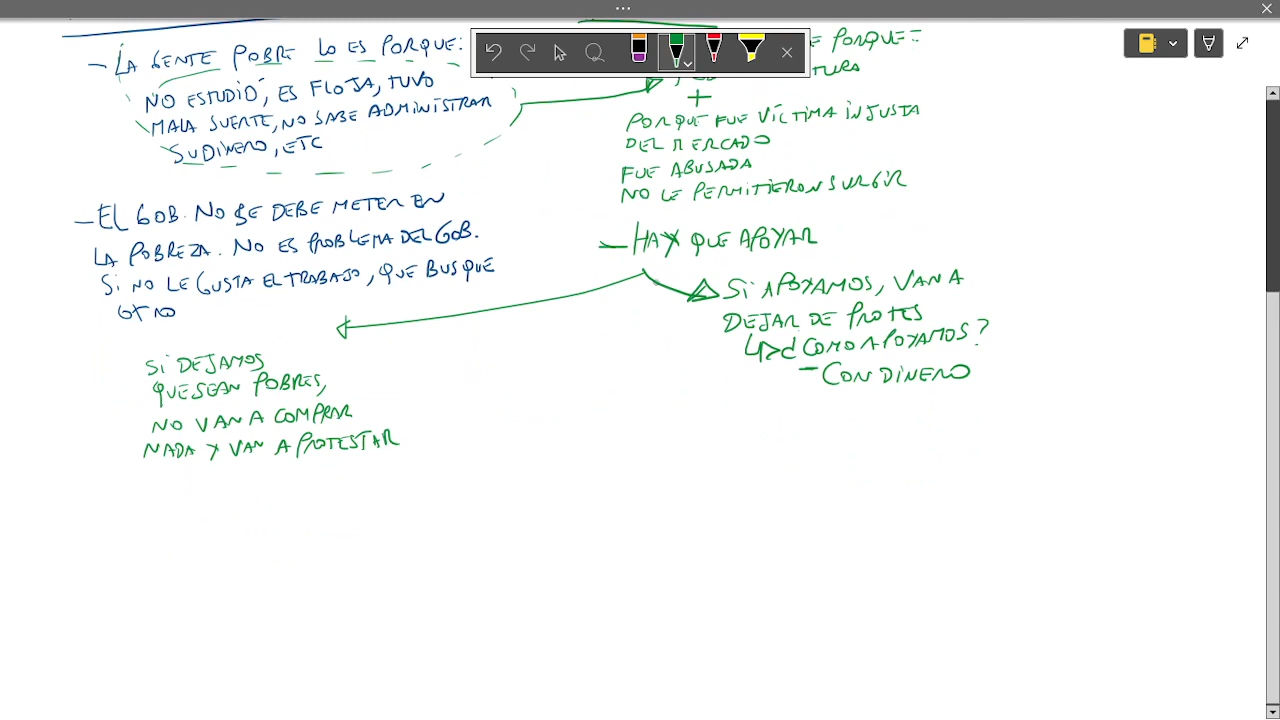 - LA GENTE POBRE LO ES PORQUE:
NO ESTUDIÓ, ES FLOJA, TUVO
MALA SUERTE, NO SABE ADMINISTRAR
SU DINERO, ETC
- EL GOB. NO SE DEBE METER EN
LA POBREZA. NO ES PROBLEMA DEL GOB.
SI NO LE GUSTA EL TRABAJO, QUE BUSQUE
OTRO
SI DEJAMOS
QUE SEAN POBRES,
NO VAN A COMPRAR
NADA Y VAN A PROTESTAR
PORQUE:
+
PORQUE FUE VÍCTIMA INJUSTA
DEL MERCADO
FUE ABUSADA
NO LE PERMITIERON SURGIR
- HAY QUE APOYAR
SI APOYAMOS, VAN A
DEJAR DE PROTES
¿COMO APOYAMOS?
- CON DINERO